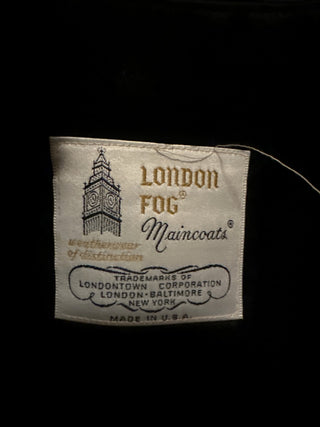 LONDON
FOG®
Maincoats®
weatherwear
of distinction
TRADEMARKS OF
LONDONTOWN CORPORATION
LONDON·BALTIMORE
NEW YORK
MADE IN U.S.A.